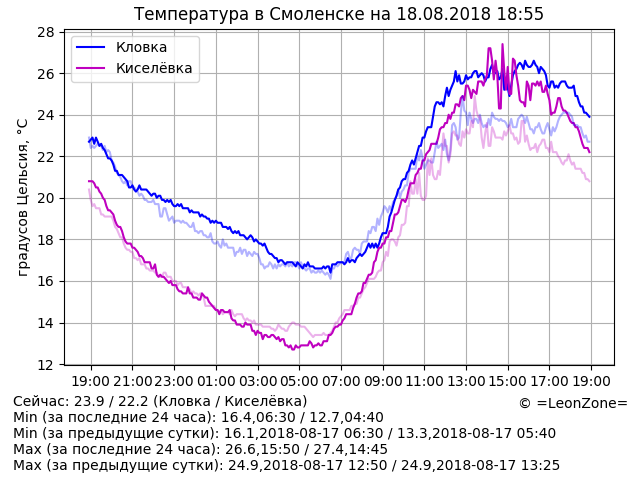 Температура в Смоленске на 18.08.2018 18:55
Кловка
Киселёвка
градусов Цельсия, °C
28
26
24
22
20
18
16
14
12
19:00 21:00 23:00 01:00 03:00 05:00 07:00 09:00 11:00 13:00 15:00 17:00 19:00
Сейчас: 23.9 / 22.2 (Кловка / Киселёвка)
© =LeonZone=
Min (за последние 24 часа): 16.4,06:30 / 12.7,04:40
Min (за предыдущие сутки): 16.1,2018-08-17 06:30 / 13.3,2018-08-17 05:40
Max (за последние 24 часа): 26.6,15:50 / 27.4,14:45
Max (за предыдущие сутки): 24.9,2018-08-17 12:50 / 24.9,2018-08-17 13:25